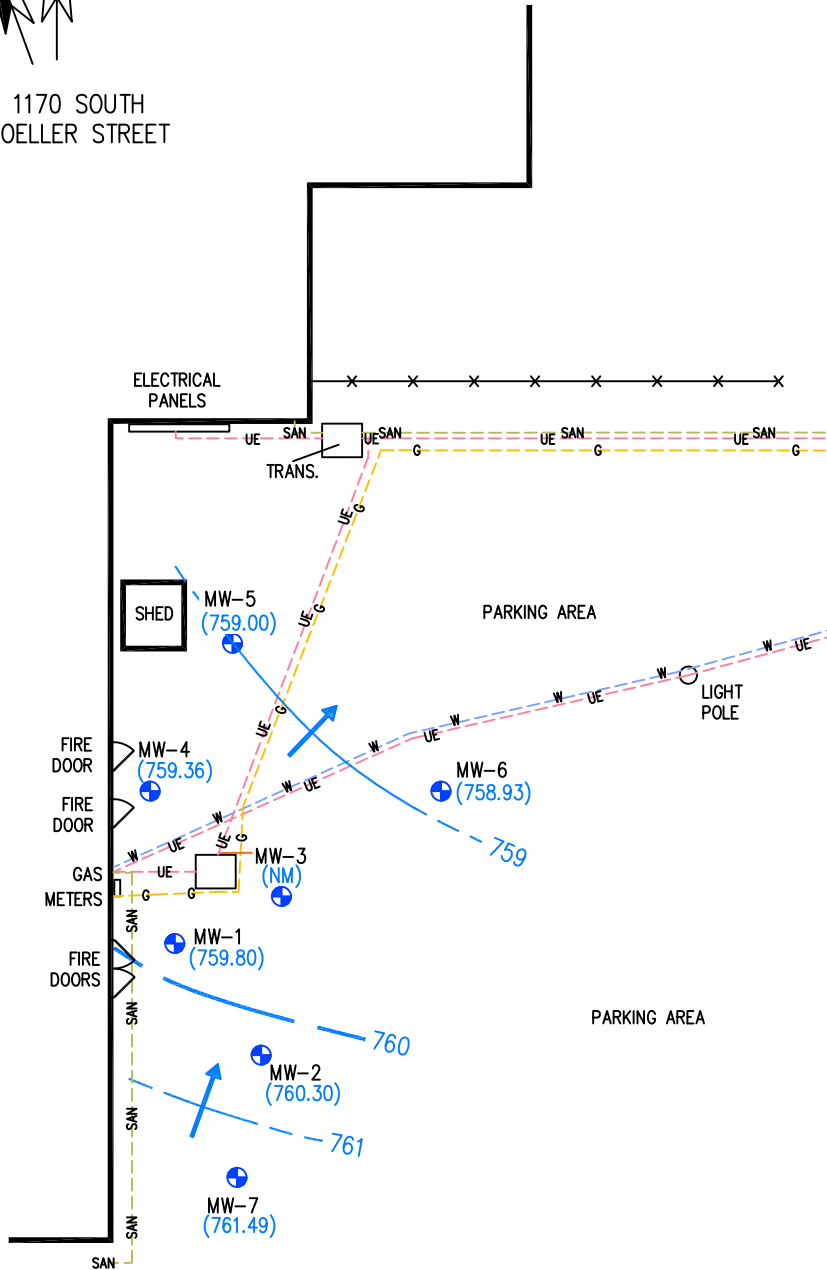 1170 SOUTH
OELLER STREET
ELECTRICAL
PANELS
UE
SAN
UE
SAN
UE
SAN
UE
SAN
G
G
G
TRANS.
UE
G
SHED
MW-5
(759.00)
UE
G
PARKING AREA
W
UE
W
LIGHT
POLE
W
UE
G
UE
W
UE
W
FIRE
DOOR
MW-4
(759.36)
W
UE
MW-6
(758.93)
FIRE
DOOR
W
UE
G
UE
W
759
MW-3
(NM)
GAS
METERS
UE
G
G
SAN
MW-1
(759.80)
FIRE
DOORS
SAN
PARKING AREA
760
MW-2
(760.30)
SAN
761
MW-7
(761.49)
SAN
SAN